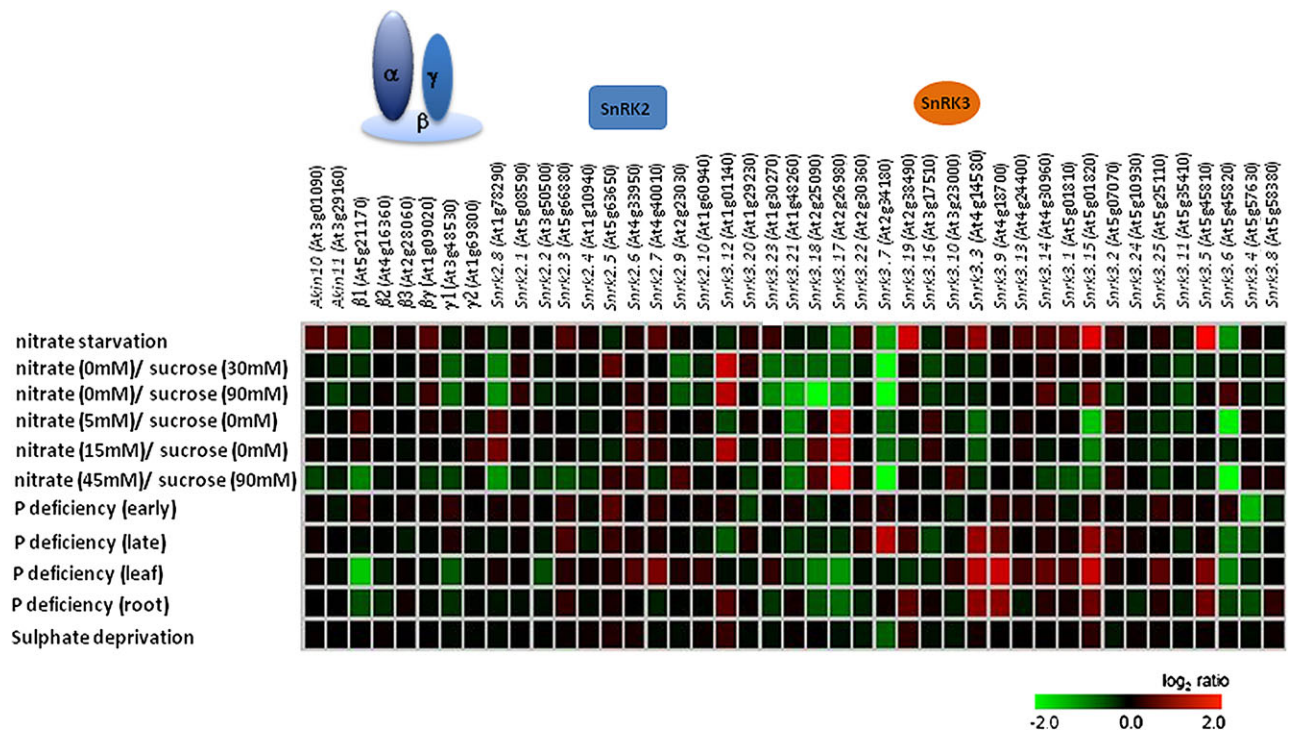 α
γ
β
SnRK2
SnRK3
Akin10 (At3g01090)
Akin11 (At3g29160)
β1 (At5g21170)
β2 (At4g16360)
β3 (At2g28060)
βγ (At1g09020)
γ1 (At3g48530)
γ2 (At1g69800)
Snrk2.8 (At1g78290)
Snrk2.1 (At5g08590)
Snrk2.2 (At3g50500)
Snrk2.3 (At5g66880)
Snrk2.4 (At1g10940)
Snrk2.5 (At5g63650)
Snrk2.6 (At4g33950)
Snrk2.7 (At4g40010)
Snrk2.9 (At2g23030)
Snrk2.10 (At1g60940)
Snrk3.12 (At1g01140)
Snrk3.20 (At1g29230)
Snrk3.23 (At1g30270)
Snrk3.21 (At1g48260)
Snrk3.18 (At2g25090)
Snrk3.17 (At2g26980)
Snrk3.22 (At2g30360)
Snrk3.7 (At2g34180)
Snrk3.19 (At2g38490)
Snrk3.16 (At3g17510)
Snrk3.10 (At3g23000)
Snrk3.3 (At4g14580)
Snrk3.9 (At4g18700)
Snrk3.13 (At4g24400)
Snrk3.14 (At4g30960)
Snrk3.1 (At5g01810)
Snrk3.15 (At5g01820)
Snrk3.2 (At5g07070)
Snrk3.24 (At5g10930)
Snrk3.25 (At5g25110)
Snrk3.11 (At5g35410)
Snrk3.5 (At5g45810)
Snrk3.6 (At5g45820)
Snrk3.4 (At5g57630)
Snrk3.8 (At5g58380)
nitrate starvation
nitrate (0mM)/ sucrose (30mM)
nitrate (0mM)/ sucrose (90mM)
nitrate (5mM)/ sucrose (0mM)
nitrate (15mM)/ sucrose (0mM)
nitrate (45mM)/ sucrose (90mM)
P deficiency (early)
P deficiency (late)
P deficiency (leaf)
P deficiency (root)
Sulphate deprivation
log2 ratio
-2.0 0.0 2.0